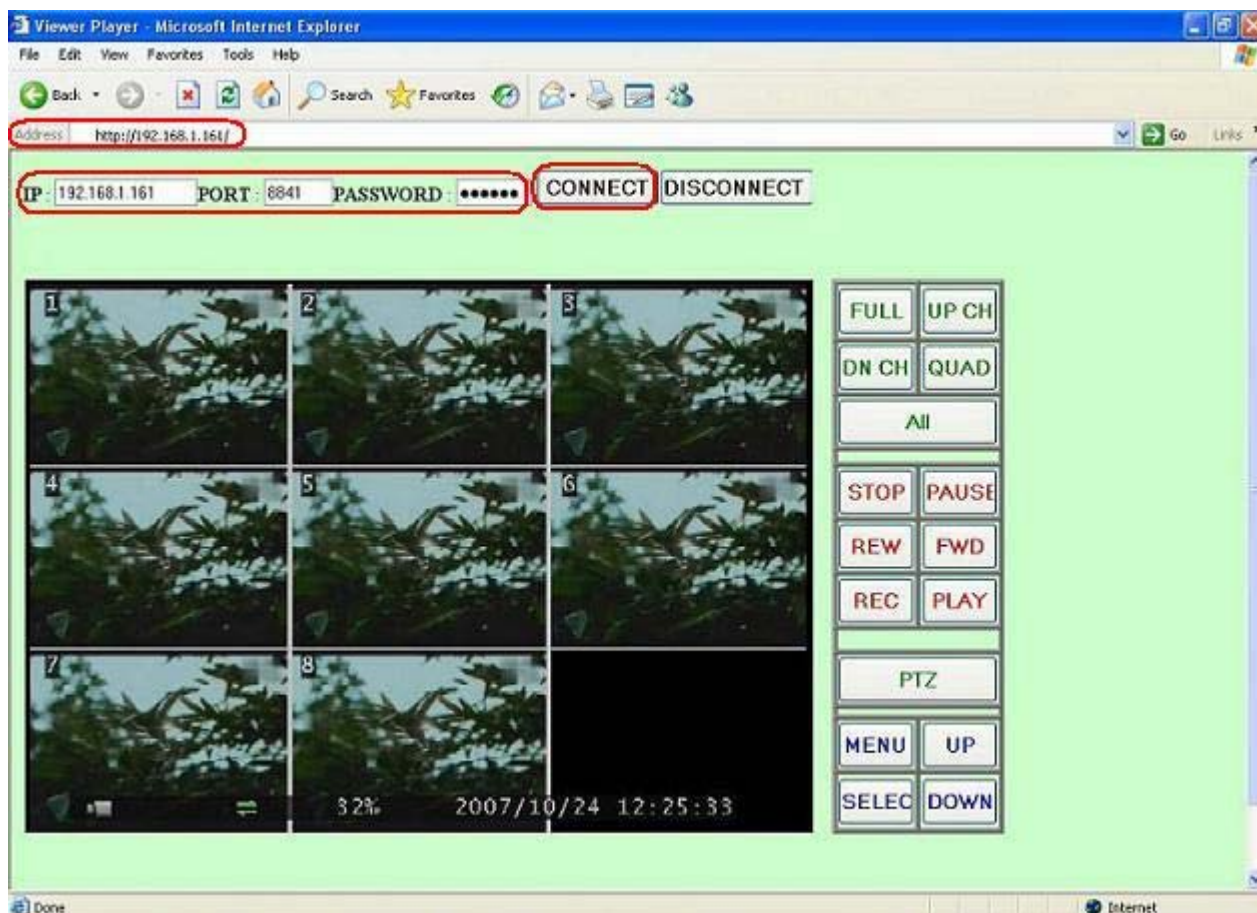 Viewer Player - Microsoft Internet Explorer
File Edit View Favorites Tools Help
Back Search Favorites
Address http://192.168.1.161/ Go Links
IP : 192.168.1.161 PORT : 8841 PASSWORD : ●●●●●● CONNECT DISCONNECT
1 2 3
FULL UP CH
DN CH QUAD
All
4 5 6
STOP PAUSE
REW FWD
REC PLAY
7 8
PTZ
MENU UP
32% 2007/10/24 12:25:33
SELEC DOWN
Done Internet